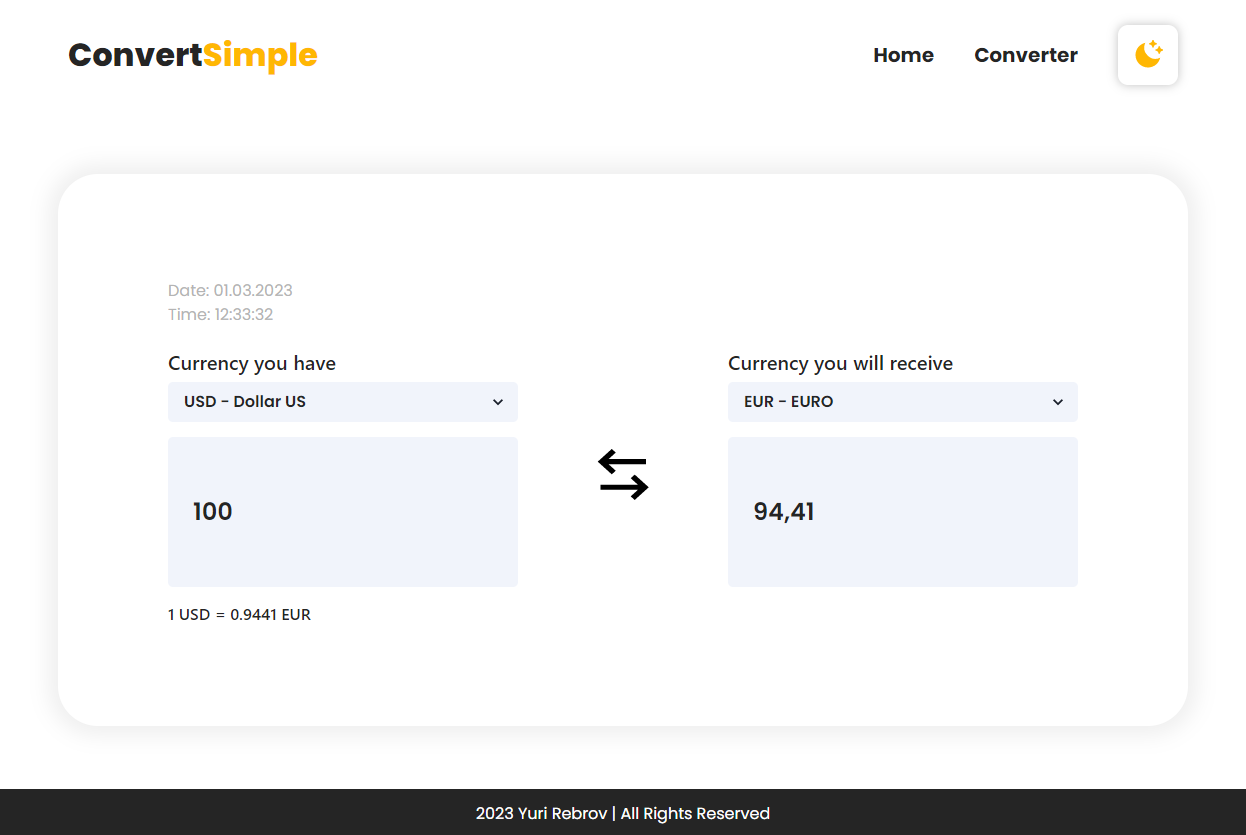 ConvertSimple
Home
Converter
Date: 01.03.2023
Time: 12:33:32
Currency you have
USD - Dollar US
100
1 USD = 0.9441 EUR
Currency you will receive
EUR - EURO
94,41
2023 Yuri Rebrov | All Rights Reserved